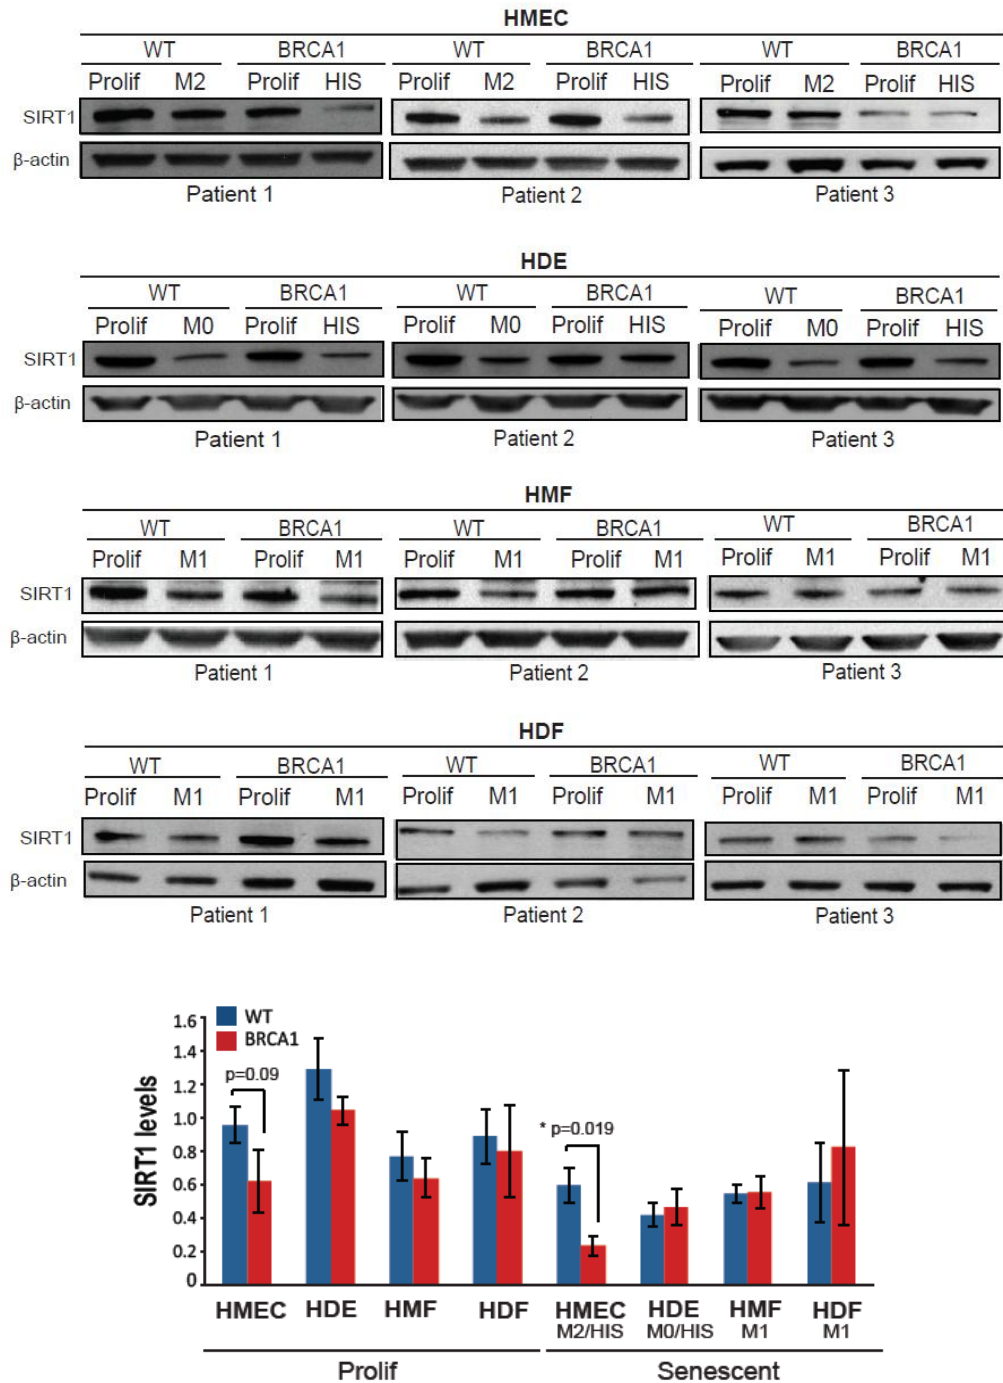 HMEC
WT BRCA1 WT BRCA1 WT BRCA1
Prolif M2 Prolif HIS Prolif M2 Prolif HIS Prolif M2 Prolif HIS
SIRT1
β-actin
Patient 1 Patient 2 Patient 3
HDE
WT BRCA1 WT BRCA1 WT BRCA1
Prolif M0 Prolif HIS Prolif M0 Prolif HIS Prolif M0 Prolif HIS
SIRT1
β-actin
Patient 1 Patient 2 Patient 3
HMF
WT BRCA1 WT BRCA1 WT BRCA1
Prolif M1 Prolif M1 Prolif M1 Prolif M1 Prolif M1 Prolif M1
SIRT1
β-actin
Patient 1 Patient 2 Patient 3
HDF
WT BRCA1 WT BRCA1 WT BRCA1
Prolif M1 Prolif M1 Prolif M1 Prolif M1 Prolif M1 Prolif M1
SIRT1
β-actin
Patient 1 Patient 2 Patient 3
SIRT1 levels
1.6
1.4
1.2
1.0
0.8
0.6
0.4
0.2
0
WT
BRCA1
p=0.09
* p=0.019
HMEC HDE HMF HDF HMEC HDE HMF HDF
M2/HIS M0/HIS M1 M1
Prolif Senescent